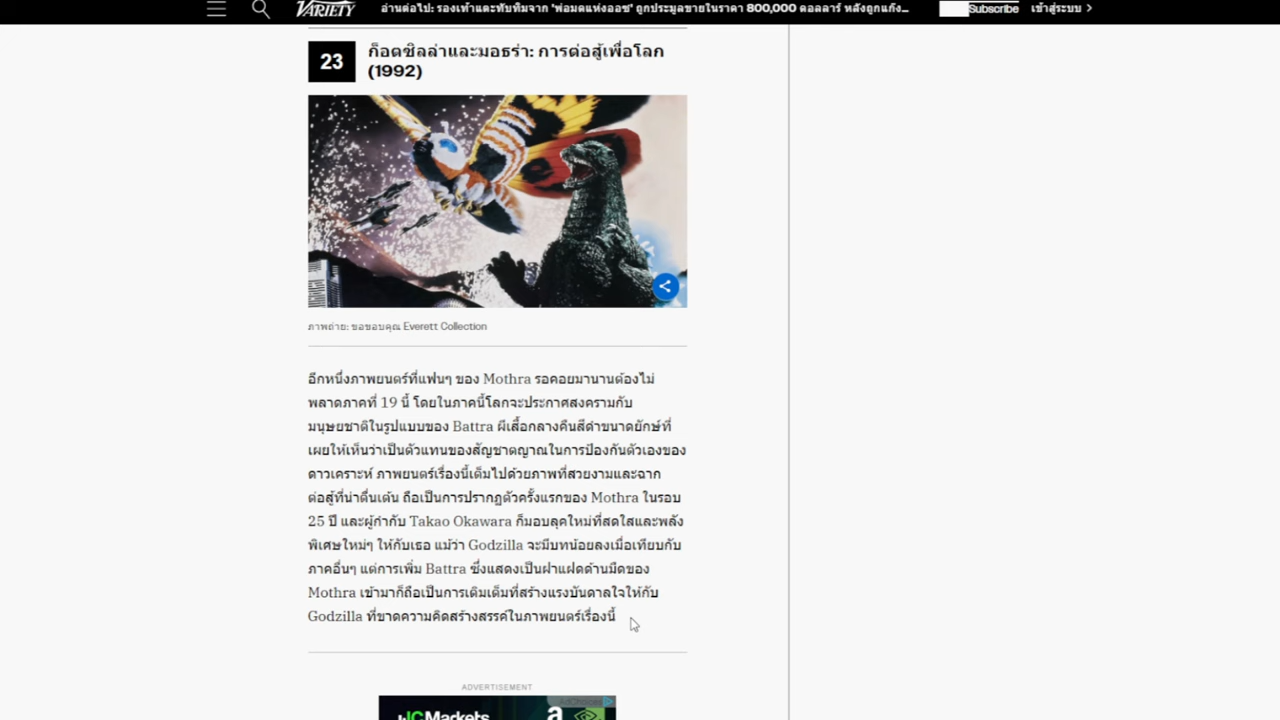 VARIETY
อ่านต่อไป: รองเท้าแตะทับทิมจาก 'พ่อมดแห่งออซ' ถูกประมูลขายในราคา 800,000 ดอลลาร์ หลังถูกแก๊ง...
Subscribe
เข้าสู่ระบบ
23
ก็อดซิลล่าและมอธร่า: การต่อสู้เพื่อโลก
(1992)
ภาพถ่าย: ขอขอบคุณ Everett Collection
อีกหนึ่งภาพยนตร์ที่แฟนๆ ของ Mothra รอคอยมานานต้องไม่
พลาดภาคที่ 19 นี้ โดยในภาคนี้โลกจะประกาศสงครามกับ
มนุษยชาติในรูปแบบของ Battra ผีเสื้อกลางคืนสีดำขนาดยักษ์ที่
เผยให้เห็นว่าเป็นตัวแทนของสัญชาตญาณในการป้องกันตัวเองของ
ดาวเคราะห์ ภาพยนตร์เรื่องนี้เต็มไปด้วยภาพที่สวยงามและฉาก
ต่อสู้ที่น่าตื่นเต้น ถือเป็นการปรากฏตัวครั้งแรกของ Mothra ในรอบ
25 ปี และผู้กำกับ Takao Okawara ก็มอบลุคใหม่ที่สดใสและพลัง
พิเศษใหม่ๆ ให้กับเธอ แม้ว่า Godzilla จะมีบทน้อยลงเมื่อเทียบกับ
ภาคอื่นๆ แต่การเพิ่ม Battra ซึ่งแสดงเป็นฝาแฝดด้านมืดของ
Mothra เข้ามาก็ถือเป็นการเติมเต็มที่สร้างแรงบันดาลใจให้กับ
Godzilla ที่ขาดความคิดสร้างสรรค์ในภาพยนตร์เรื่องนี้
ADVERTISEMENT
AdChoices
Markets
a